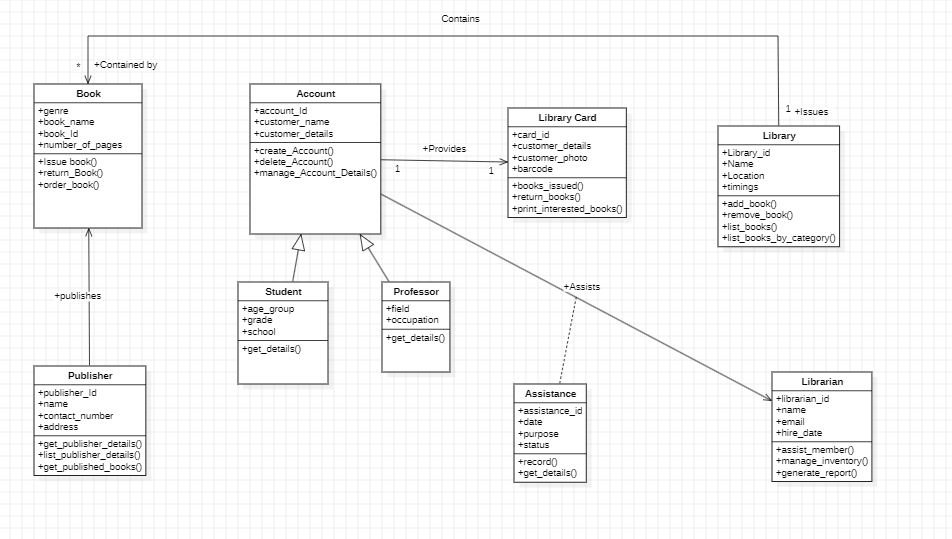 Contains
* +Contained by
Book
+genre
+book_name
+book_Id
+number_of_pages
+Issue book()
+return_Book()
+order_book()
Account
+account_Id
+customer_name
+customer_details
+create_Account()
+delete_Account()
+manage_Account_Details()
+Provides
1
1
Library Card
+card_id
+customer_details
+customer_photo
+barcode
+books_issued()
+return_books()
+print_interested_books()
1 +Issues
Library
+Library_id
+Name
+Location
+timings
+add_book()
+remove_book()
+list_books()
+list_books_by_category()
+publishes
Student
+age_group
+grade
+school
+get_details()
Professor
+field
+occupation
+get_details()
+Assists
Publisher
+publisher_Id
+name
+contact_number
+address
+get_publisher_details()
+list_publisher_details()
+get_published_books()
Assistance
+assistance_id
+date
+purpose
+status
+record()
+get_details()
Librarian
+librarian_id
+name
+email
+hire_date
+assist_member()
+manage_inventory()
+generate_report()